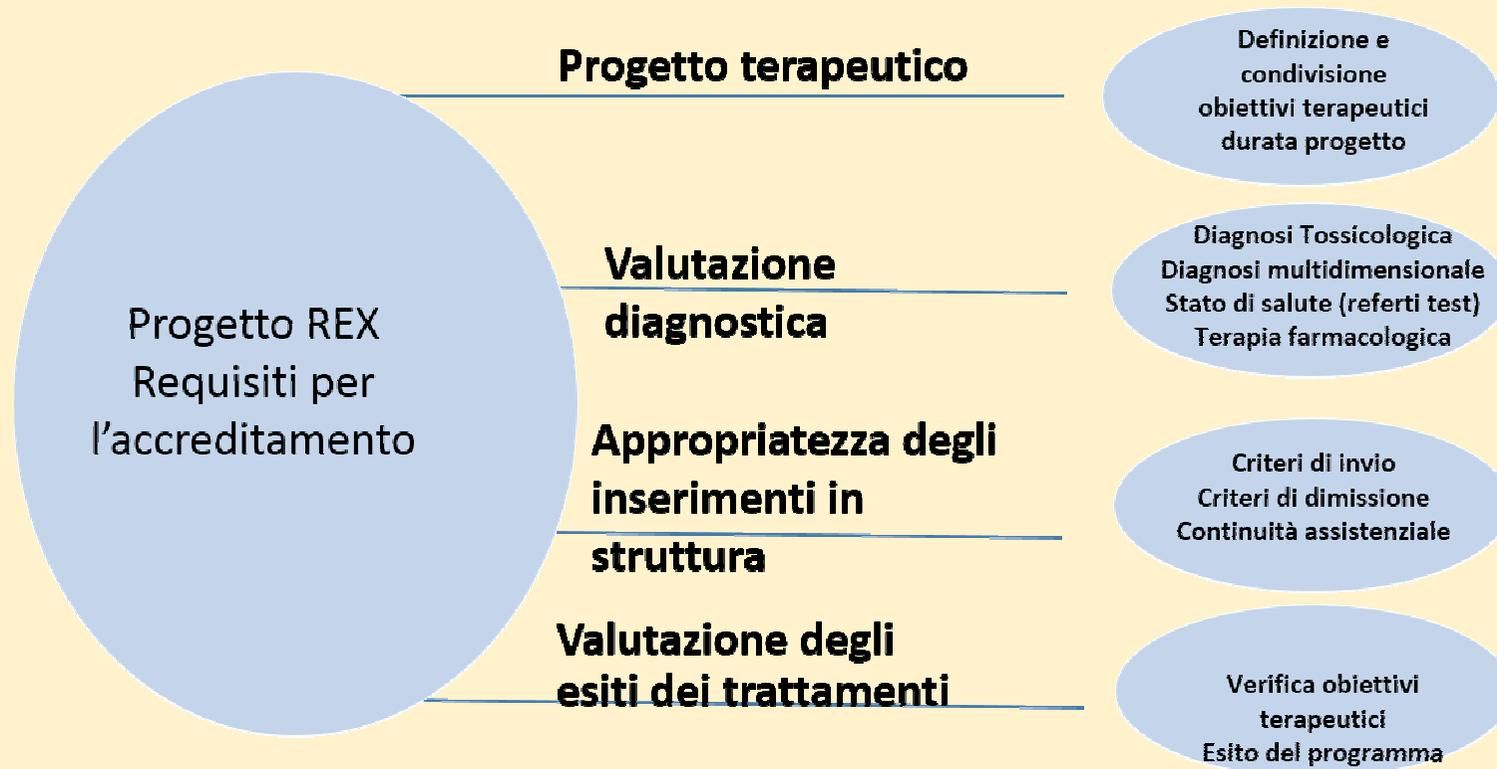 Progetto REX
Requisiti per
l'accreditamento
Progetto terapeutico
Definizione e
condivisione
obiettivi terapeutici
durata progetto
Valutazione
diagnostica
Diagnosi Tossicologica
Diagnosi multidimensionale
Stato di salute (referti test)
Terapia farmacologica
Appropriatezza degli
inserimenti in
struttura
Criteri di invio
Criteri di dimissione
Continuità assistenziale
Valutazione degli
esiti dei trattamenti
Verifica obiettivi
terapeutici
Esito del programma